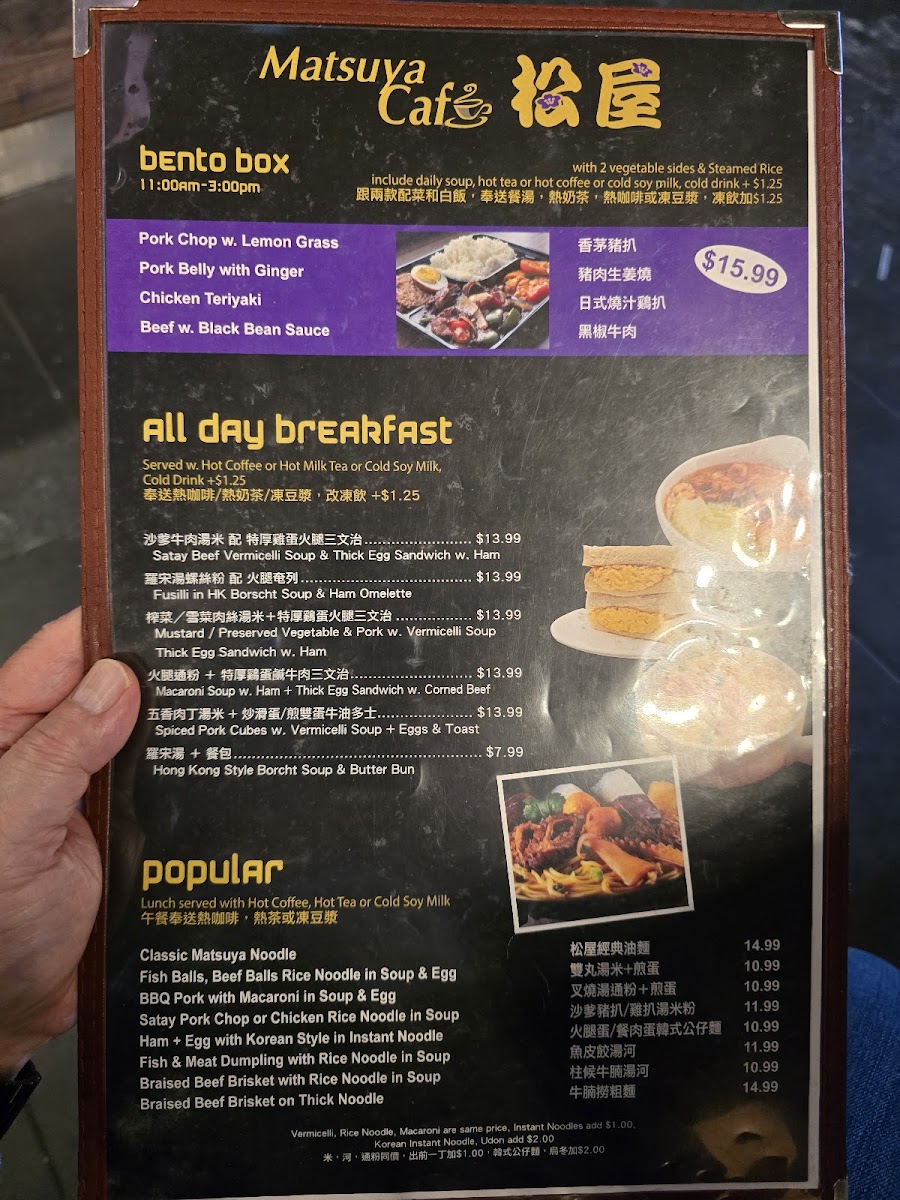 Matsuya
Cafe 松屋
bento box
11:00am-3:00pm
with 2 vegetable sides & Steamed Rice
include daily soup, hot tea or hot coffee or cold soy milk, cold drink + $1.25
跟兩款配菜和白飯，奉送餐湯，熱奶茶，熱咖啡或凍豆漿，凍飲加$1.25
Pork Chop w. Lemon Grass 香茅豬扒
Pork Belly with Ginger 豬肉生姜燒
Chicken Teriyaki 日式燒汁鷄扒
Beef w. Black Bean Sauce 黑椒牛肉
$15.99
all day breakfast
Served w. Hot Coffee or Hot Milk Tea or Cold Soy Milk,
Cold Drink +$1.25
奉送熱咖啡/熱奶茶/凍豆漿，改凍飲 +$1.25
沙爹牛肉湯米 配 特厚雞蛋火腿三文治 $13.99
Satay Beef Vermicelli Soup & Thick Egg Sandwich w. Ham
羅宋湯螺絲粉 配 火腿奄列 $13.99
Fusilli in HK Borscht Soup & Ham Omelette
榨菜／雪菜肉絲湯米＋特厚鷄蛋火腿三文治 $13.99
Mustard / Preserved Vegetable & Pork w. Vermicelli Soup
Thick Egg Sandwich w. Ham
火腿通粉 + 特厚鷄蛋鹹牛肉三文治 $13.99
Macaroni Soup w. Ham + Thick Egg Sandwich w. Corned Beef
五香肉丁湯米 + 炒滑蛋/煎雙蛋牛油多士 $13.99
Spiced Pork Cubes w. Vermicelli Soup + Eggs & Toast
羅宋湯 + 餐包 $7.99
Hong Kong Style Borcht Soup & Butter Bun
popular
Lunch served with Hot Coffee, Hot Tea or Cold Soy Milk
午餐奉送熱咖啡，熱茶或凍豆漿
Classic Matsuya Noodle 松屋經典油麵 14.99
Fish Balls, Beef Balls Rice Noodle in Soup & Egg 雙丸湯米+煎蛋 10.99
BBQ Pork with Macaroni in Soup & Egg 叉燒湯通粉＋煎蛋 10.99
Satay Pork Chop or Chicken Rice Noodle in Soup 沙爹豬扒/雞扒湯米粉 11.99
Ham + Egg with Korean Style in Instant Noodle 火腿蛋/餐肉蛋韓式公仔麵 10.99
Fish & Meat Dumpling with Rice Noodle in Soup 魚皮餃湯河 11.99
Braised Beef Brisket with Rice Noodle in Soup 柱候牛腩湯河 10.99
Braised Beef Brisket on Thick Noodle 牛腩撈粗麵 14.99
Vermicelli, Rice Noodle, Macaroni are same price, Instant Noodles add $1.00,
Korean Instant Noodle, Udon add $2.00
米，河，通粉同價，出前一丁加$1.00，韓式公仔麵，烏冬加$2.00